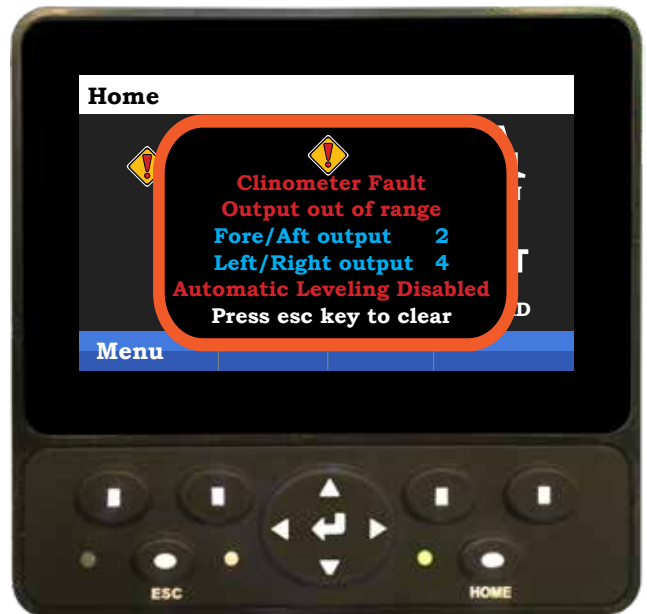 Home
Clinometer Fault
Output out of range
Fore/Aft output 2
Left/Right output 4
Automatic Leveling Disabled
Press esc key to clear
Menu
ESC
HOME